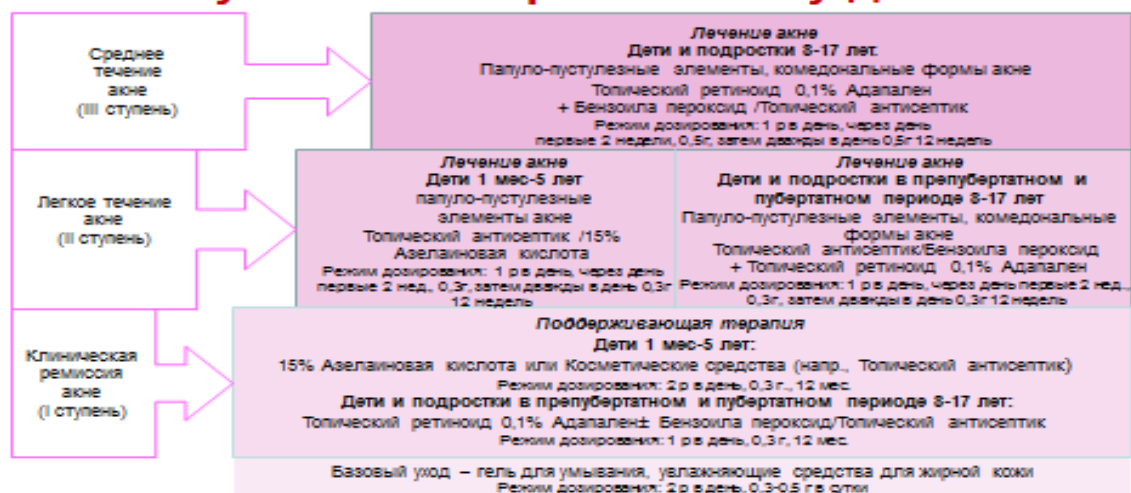 Среднее
течение
акне
(III ступень)
Лечение акне
Дети и подростки 8-17 лет.
Папуло-пустулезные элементы, комедональные формы акне
Топический ретиноид 0,1% Адапален
+ Бензоила пероксид /Топический антисептик
Режим дозирования: 1 р в день, через день
первые 2 недели, 0,5г, затем дважды в день 0,5г 12 недель
Легкое течение
акне
(II ступень)
Лечение акне
Дети 1 мес-5 лет
папуло-пустулезные
элементы акне
Топический антисептик /15%
Азелаиновая кислота
Режим дозирования: 1 р в день, через день
первые 2 нед., 0,3г, затем дважды в день 0,3г
12 недель
Лечение акне
Дети и подростки в препубертатном и
пубертатном периоде 8-17 лет
Папуло-пустулезные элементы, комедональные
формы акне
Топический антисептик/Бензоила пероксид
+ Топический ретиноид 0,1% Адапален
Режим дозирования: 1 р в день, через день первые 2 нед.,
0,3г, затем дважды в день 0,3г 12 недель
Клиническая
ремиссия
акне
(I ступень)
Поддерживающая терапия
Дети 1 мес-5 лет:
15% Азелаиновая кислота или Косметические средства (напр., Топический антисептик)
Режим дозирования: 2 р в день, 0,3 г., 12 мес.
Дети и подростки в препубертатном и пубертатном периоде 8-17 лет:
Топический ретиноид 0,1% Адапален± Бензоила пероксид/Топический антисептик
Режим дозирования: 1 р в день, 0,3 г, 12 мес.
Базовый уход – гель для умывания, увлажняющие средства для жирной кожи
Режим дозирования: 2 р в день, 0,3-0,5 г в сутки